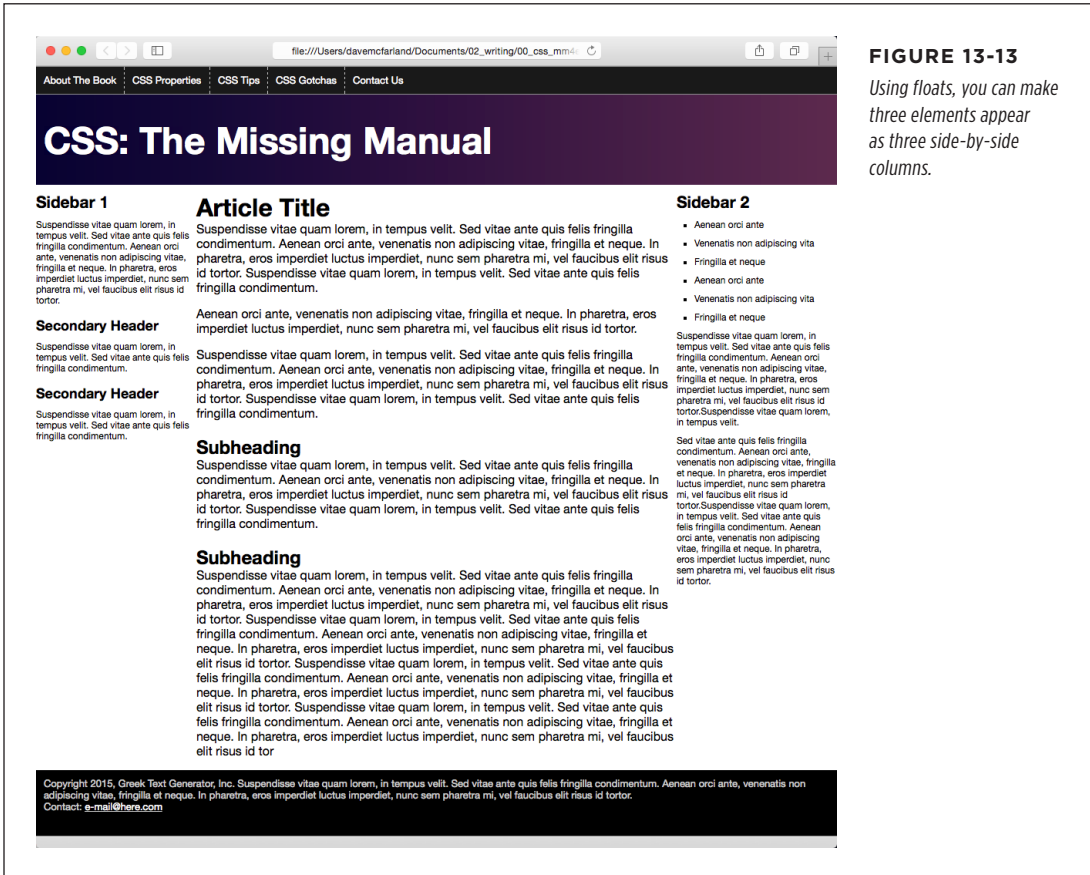 file:///Users/davemcfarland/Documents/02_writing/00_css_mm4
About The Book
CSS Properties
CSS Tips
CSS Gotchas
Contact Us
CSS: The Missing Manual
Sidebar 1
Suspendisse vitae quam lorem, in
tempus velit. Sed vitae ante quis felis
fringilla condimentum. Aenean orci
ante, venenatis non adipiscing vitae,
fringilla et neque. In pharetra, eros
imperdiet luctus imperdiet, nunc sem
pharetra mi, vel faucibus elit risus id
tortor.
Secondary Header
Suspendisse vitae quam lorem, in
tempus velit. Sed vitae ante quis felis
fringilla condimentum.
Secondary Header
Suspendisse vitae quam lorem, in
tempus velit. Sed vitae ante quis felis
fringilla condimentum.
Article Title
Suspendisse vitae quam lorem, in tempus velit. Sed vitae ante quis felis fringilla
condimentum. Aenean orci ante, venenatis non adipiscing vitae, fringilla et neque. In
pharetra, eros imperdiet luctus imperdiet, nunc sem pharetra mi, vel faucibus elit risus
id tortor. Suspendisse vitae quam lorem, in tempus velit. Sed vitae ante quis felis
fringilla condimentum.
Aenean orci ante, venenatis non adipiscing vitae, fringilla et neque. In pharetra, eros
imperdiet luctus imperdiet, nunc sem pharetra mi, vel faucibus elit risus id tortor.
Suspendisse vitae quam lorem, in tempus velit. Sed vitae ante quis felis fringilla
condimentum. Aenean orci ante, venenatis non adipiscing vitae, fringilla et neque. In
pharetra, eros imperdiet luctus imperdiet, nunc sem pharetra mi, vel faucibus elit risus
id tortor. Suspendisse vitae quam lorem, in tempus velit. Sed vitae ante quis felis
fringilla condimentum.
Subheading
Suspendisse vitae quam lorem, in tempus velit. Sed vitae ante quis felis fringilla
condimentum. Aenean orci ante, venenatis non adipiscing vitae, fringilla et neque. In
pharetra, eros imperdiet luctus imperdiet, nunc sem pharetra mi, vel faucibus elit risus
id tortor. Suspendisse vitae quam lorem, in tempus velit. Sed vitae ante quis felis
fringilla condimentum.
Subheading
Suspendisse vitae quam lorem, in tempus velit. Sed vitae ante quis felis fringilla
condimentum. Aenean orci ante, venenatis non adipiscing vitae, fringilla et neque. In
pharetra, eros imperdiet luctus imperdiet, nunc sem pharetra mi, vel faucibus elit risus
id tortor. Suspendisse vitae quam lorem, in tempus velit. Sed vitae ante quis felis
fringilla condimentum. Aenean orci ante, venenatis non adipiscing vitae, fringilla et
neque. In pharetra, eros imperdiet luctus imperdiet, nunc sem pharetra mi, vel faucibus
elit risus id tortor. Suspendisse vitae quam lorem, in tempus velit. Sed vitae ante quis
felis fringilla condimentum. Aenean orci ante, venenatis non adipiscing vitae, fringilla et
neque. In pharetra, eros imperdiet luctus imperdiet, nunc sem pharetra mi, vel faucibus
elit risus id tortor. Suspendisse vitae quam lorem, in tempus velit. Sed vitae ante quis
felis fringilla condimentum. Aenean orci ante, venenatis non adipiscing vitae, fringilla et
neque. In pharetra, eros imperdiet luctus imperdiet, nunc sem pharetra mi, vel faucibus
elit risus id tor
Sidebar 2
Aenean orci ante
Venenatis non adipiscing vita
Fringilla et neque
Aenean orci ante
Venenatis non adipiscing vita
Fringilla et neque
Suspendisse vitae quam lorem, in
tempus velit. Sed vitae ante quis felis
fringilla condimentum. Aenean orci
ante, venenatis non adipiscing vitae,
fringilla et neque. In pharetra, eros
imperdiet luctus imperdiet, nunc sem
pharetra mi, vel faucibus elit risus id
tortor.Suspendisse vitae quam lorem,
in tempus velit.
Sed vitae ante quis felis fringilla
condimentum. Aenean orci ante,
venenatis non adipiscing vitae, fringilla
et neque. In pharetra, eros imperdiet
luctus imperdiet, nunc sem pharetra
mi, vel faucibus elit risus id
tortor.Suspendisse vitae quam lorem,
in tempus velit. Sed vitae ante quis
felis fringilla condimentum. Aenean
orci ante, venenatis non adipiscing
vitae, fringilla et neque. In pharetra,
eros imperdiet luctus imperdiet, nunc
sem pharetra mi, vel faucibus elit risus
id tortor.
Copyright 2015, Greek Text Generator, Inc. Suspendisse vitae quam lorem, in tempus velit. Sed vitae ante quis felis fringilla condimentum. Aenean orci ante, venenatis non
adipiscing vitae, fringilla et neque. In pharetra, eros imperdiet luctus imperdiet, nunc sem pharetra mi, vel faucibus elit risus id tortor.
Contact: e-mail@here.com
FIGURE 13-13
Using floats, you can make
three elements appear
as three side-by-side
columns.